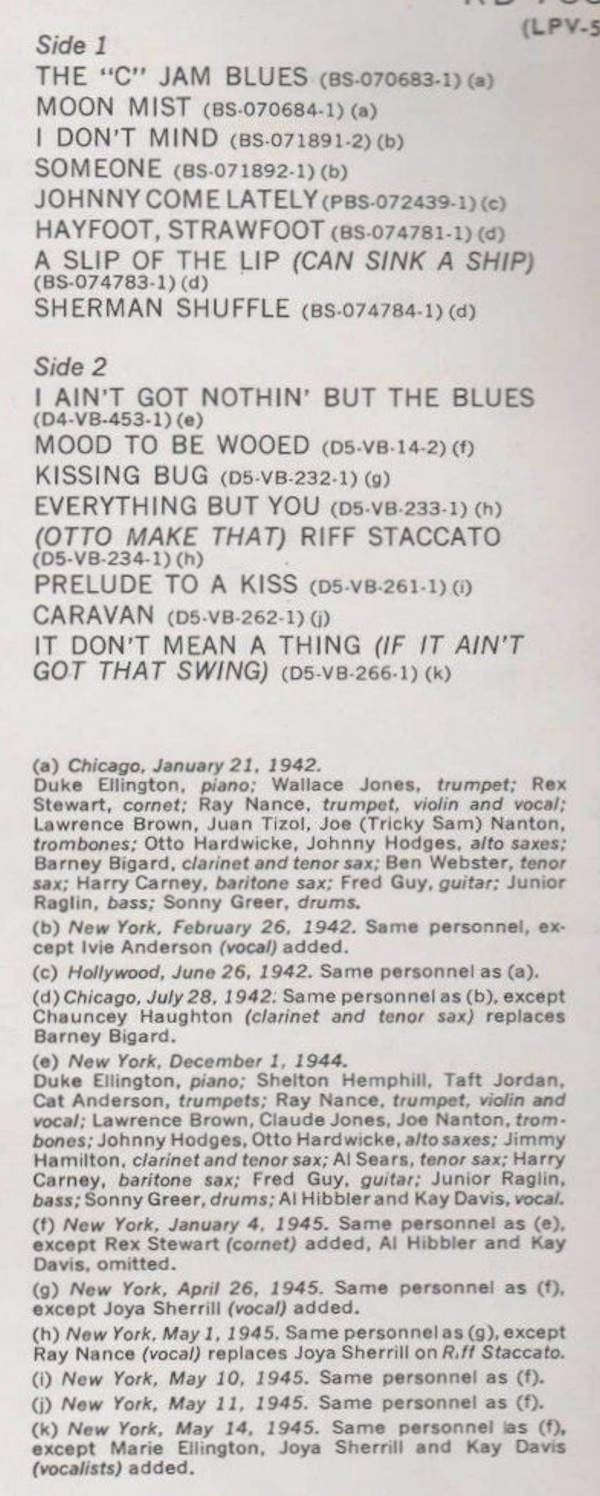 (LPV-5
Side 1
THE "C" JAM BLUES (BS-070683-1) (a)
MOON MIST (BS-070684-1) (a)
I DON'T MIND (BS-071891-2) (b)
SOMEONE (BS-071892-1) (b)
JOHNNY COME LATELY (PBS-072439-1) (c)
HAYFOOT, STRAWFOOT (BS-074781-1) (d)
A SLIP OF THE LIP (CAN SINK A SHIP)
(BS-074783-1) (d)
SHERMAN SHUFFLE (BS-074784-1) (d)
Side 2
I AIN'T GOT NOTHIN' BUT THE BLUES
(D4-VB-453-1) (e)
MOOD TO BE WOOED (D5-VB-14-2) (f)
KISSING BUG (D5-VB-232-1) (g)
EVERYTHING BUT YOU (D5-VB-233-1) (h)
(OTTO MAKE THAT) RIFF STACCATO
(D5-VB-234-1) (h)
PRELUDE TO A KISS (D5-VB-261-1) (i)
CARAVAN (D5-VB-262-1) (j)
IT DON'T MEAN A THING (IF IT AIN'T
GOT THAT SWING) (D5-VB-266-1) (k)
(a) Chicago, January 21, 1942.
Duke Ellington, piano; Wallace Jones, trumpet; Rex
Stewart, cornet; Ray Nance, trumpet, violin and vocal;
Lawrence Brown, Juan Tizol, Joe (Tricky Sam) Nanton,
trombones; Otto Hardwicke, Johnny Hodges, alto saxes;
Barney Bigard, clarinet and tenor sax; Ben Webster, tenor
sax; Harry Carney, baritone sax; Fred Guy, guitar; Junior
Raglin, bass; Sonny Greer, drums.
(b) New York, February 26, 1942. Same personnel, ex-
cept Ivie Anderson (vocal) added.
(c) Hollywood, June 26, 1942. Same personnel as (a).
(d) Chicago, July 28, 1942. Same personnel as (b), except
Chauncey Haughton (clarinet and tenor sax) replaces
Barney Bigard.
(e) New York, December 1, 1944.
Duke Ellington, piano; Shelton Hemphill, Taft Jordan,
Cat Anderson, trumpets; Ray Nance, trumpet, violin and
vocal; Lawrence Brown, Claude Jones, Joe Nanton, trom-
bones; Johnny Hodges, Otto Hardwicke, alto saxes; Jimmy
Hamilton, clarinet and tenor sax; Al Sears, tenor sax; Harry
Carney, baritone sax; Fred Guy, guitar; Junior Raglin,
bass; Sonny Greer, drums; Al Hibbler and Kay Davis, vocal.
(f) New York, January 4, 1945. Same personnel as (e),
except Rex Stewart (cornet) added, Al Hibbler and Kay
Davis, omitted.
(g) New York, April 26, 1945. Same personnel as (f),
except Joya Sherrill (vocal) added.
(h) New York, May 1, 1945. Same personnel as (g), except
Ray Nance (vocal) replaces Joya Sherrill on Riff Staccato.
(i) New York, May 10, 1945. Same personnel as (f).
(j) New York, May 11, 1945. Same personnel as (f).
(k) New York, May 14, 1945. Same personnel as (f),
except Marie Ellington, Joya Sherrill and Kay Davis
(vocalists) added.